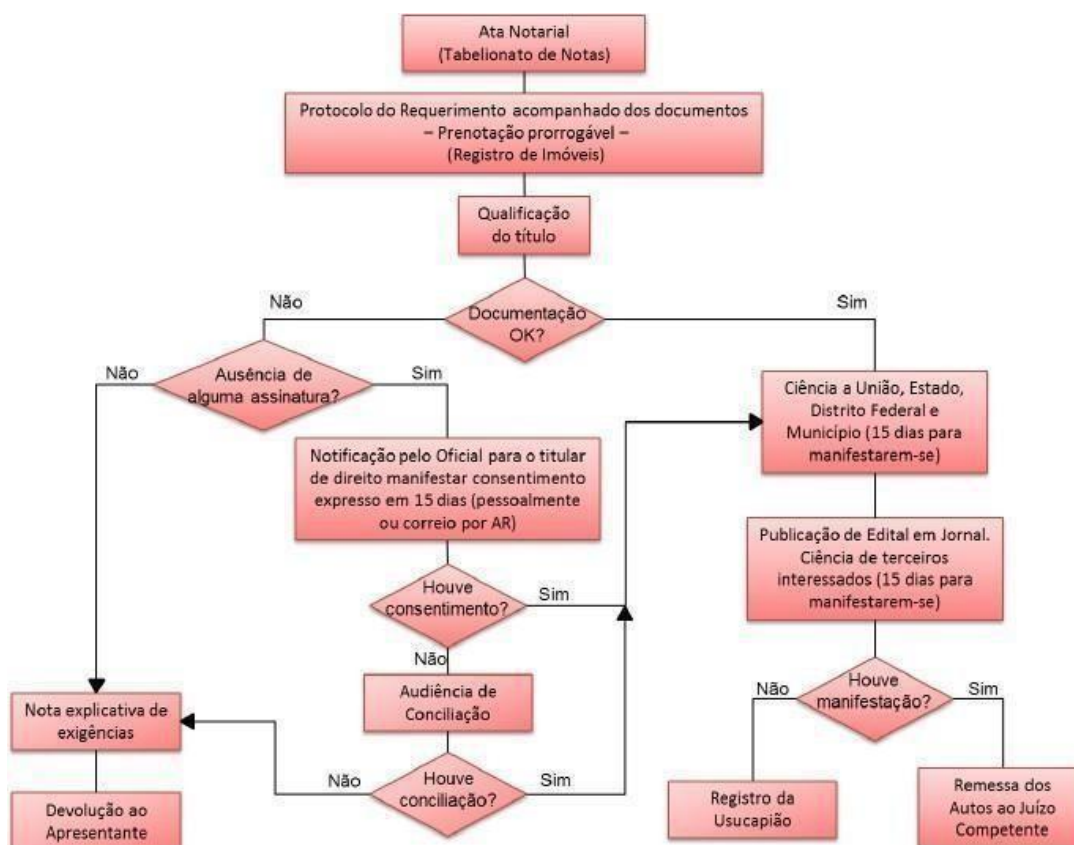 Ata Notarial
(Tabelionato de Notas)
Protocolo do Requerimento acompanhado dos documentos
– Prenotação prorrogável –
(Registro de Imóveis)
Qualificação
do título
Documentação
OK?
Não
Sim
Ausência de
alguma assinatura?
Não
Sim
Ciência a União, Estado,
Distrito Federal e
Município (15 dias para
manifestarem-se)
Notificação pelo Oficial para o titular
de direito manifestar consentimento
expresso em 15 dias (pessoalmente
ou correio por AR)
Publicação de Edital em Jornal.
Ciência de terceiros
interessados (15 dias para
manifestarem-se)
Houve
consentimento?
Sim
Não
Audiência de
Conciliação
Houve
manifestação?
Não
Sim
Nota explicativa de
exigências
Houve
conciliação?
Não
Sim
Devolução ao
Apresentante
Registro da
Usucapião
Remessa dos
Autos ao Juízo
Competente